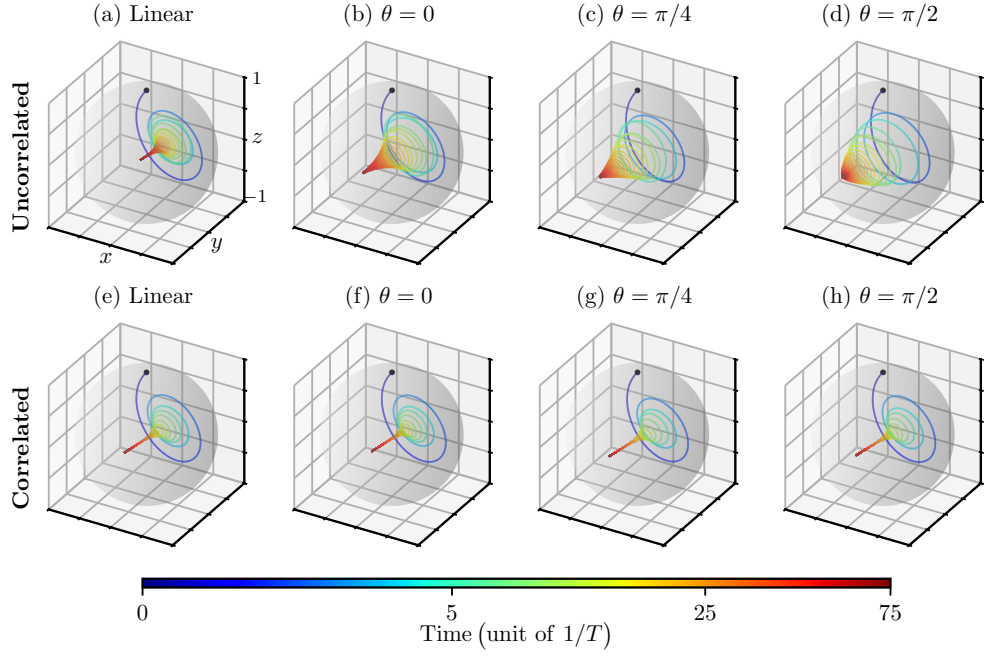 (a) Linear
(b) θ = 0
(c) θ = π/4
(d) θ = π/2
Uncorrelated
1
z
−1
x
y
(e) Linear
(f) θ = 0
(g) θ = π/4
(h) θ = π/2
Correlated
0
5
25
75
Time (unit of 1/T)